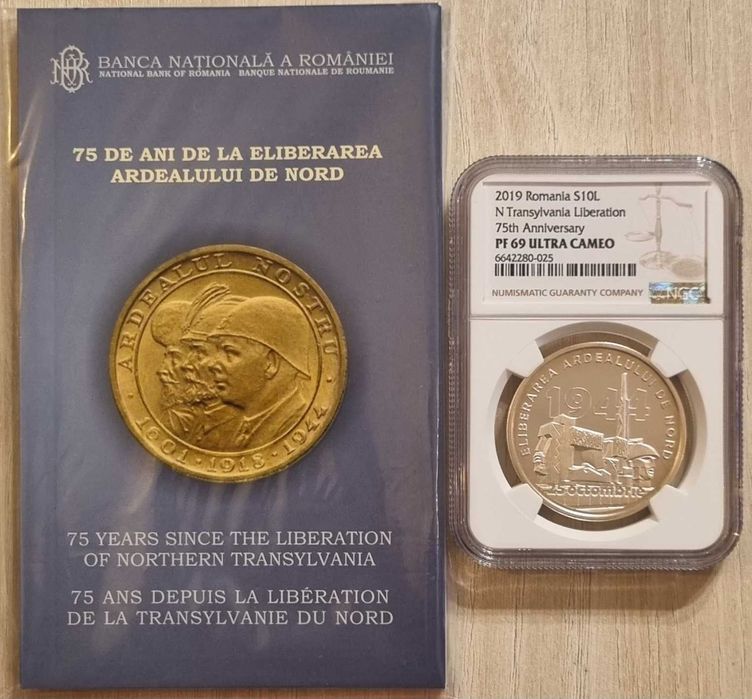 BNR
BANCA NAȚIONALĂ A ROMÂNIEI
NATIONAL BANK OF ROMANIA BANQUE NATIONALE DE ROUMANIE
75 DE ANI DE LA ELIBERAREA
ARDEALULUI DE NORD
· ARDEALUL NOSTRU ·
1601 · 1918 · 1944
75 YEARS SINCE THE LIBERATION
OF NORTHERN TRANSYLVANIA
75 ANS DEPUIS LA LIBÉRATION
DE LA TRANSYLVANIE DU NORD
2019 Romania S10L
N Transylvania Liberation
75th Anniversary
PF 69 ULTRA CAMEO
6642280-025
NUMISMATIC GUARANTY COMPANY
NGC
ELIBERAREA ARDEALULUI DE NORD
1944
25 octombrie